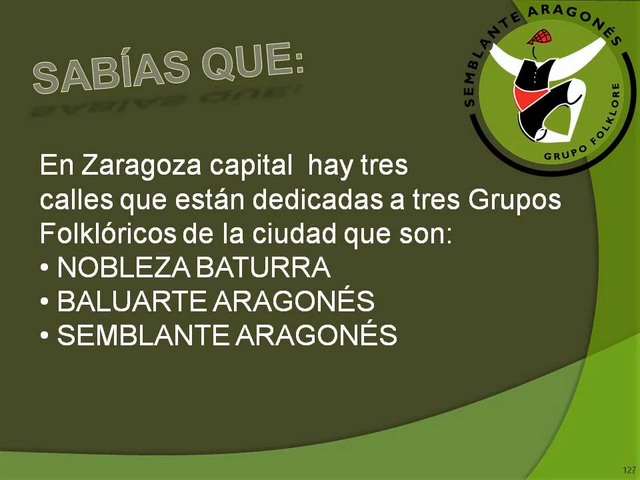 SABÍAS QUE:
SEMBLANTE ARAGONÉS
GRUPO FOLKLORE
En Zaragoza capital  hay tres
calles que están dedicadas a tres Grupos
Folklóricos de la ciudad que son:
• NOBLEZA BATURRA
• BALUARTE ARAGONÉS
• SEMBLANTE ARAGONÉS
127